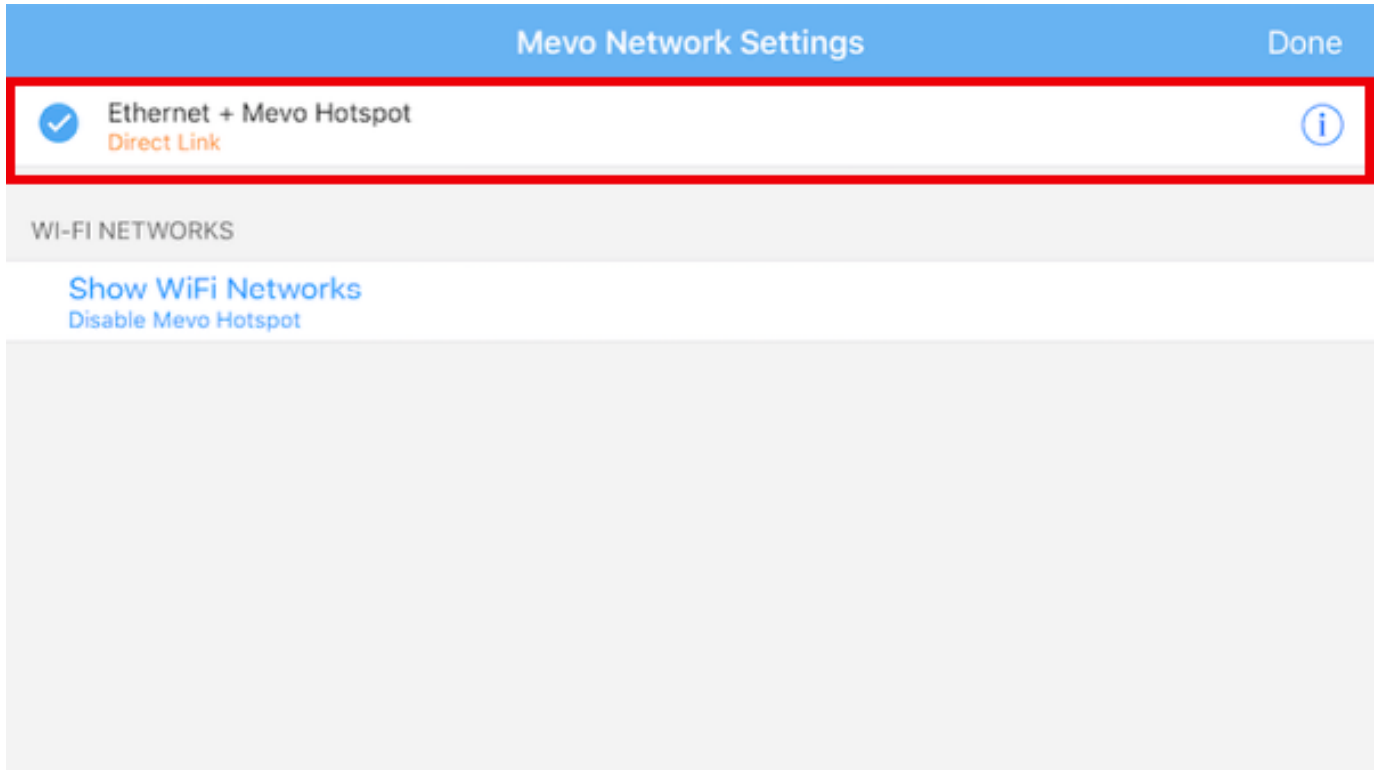 Mevo Network Settings
Done
Ethernet + Mevo Hotspot
Direct Link
WI-FI NETWORKS
Show WiFi Networks
Disable Mevo Hotspot